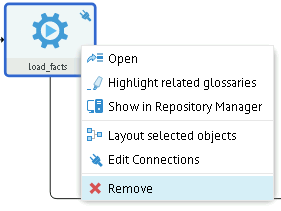 load_facts
Open
Highlight related glossaries
Show in Repository Manager
Layout selected objects
Edit Connections
Remove